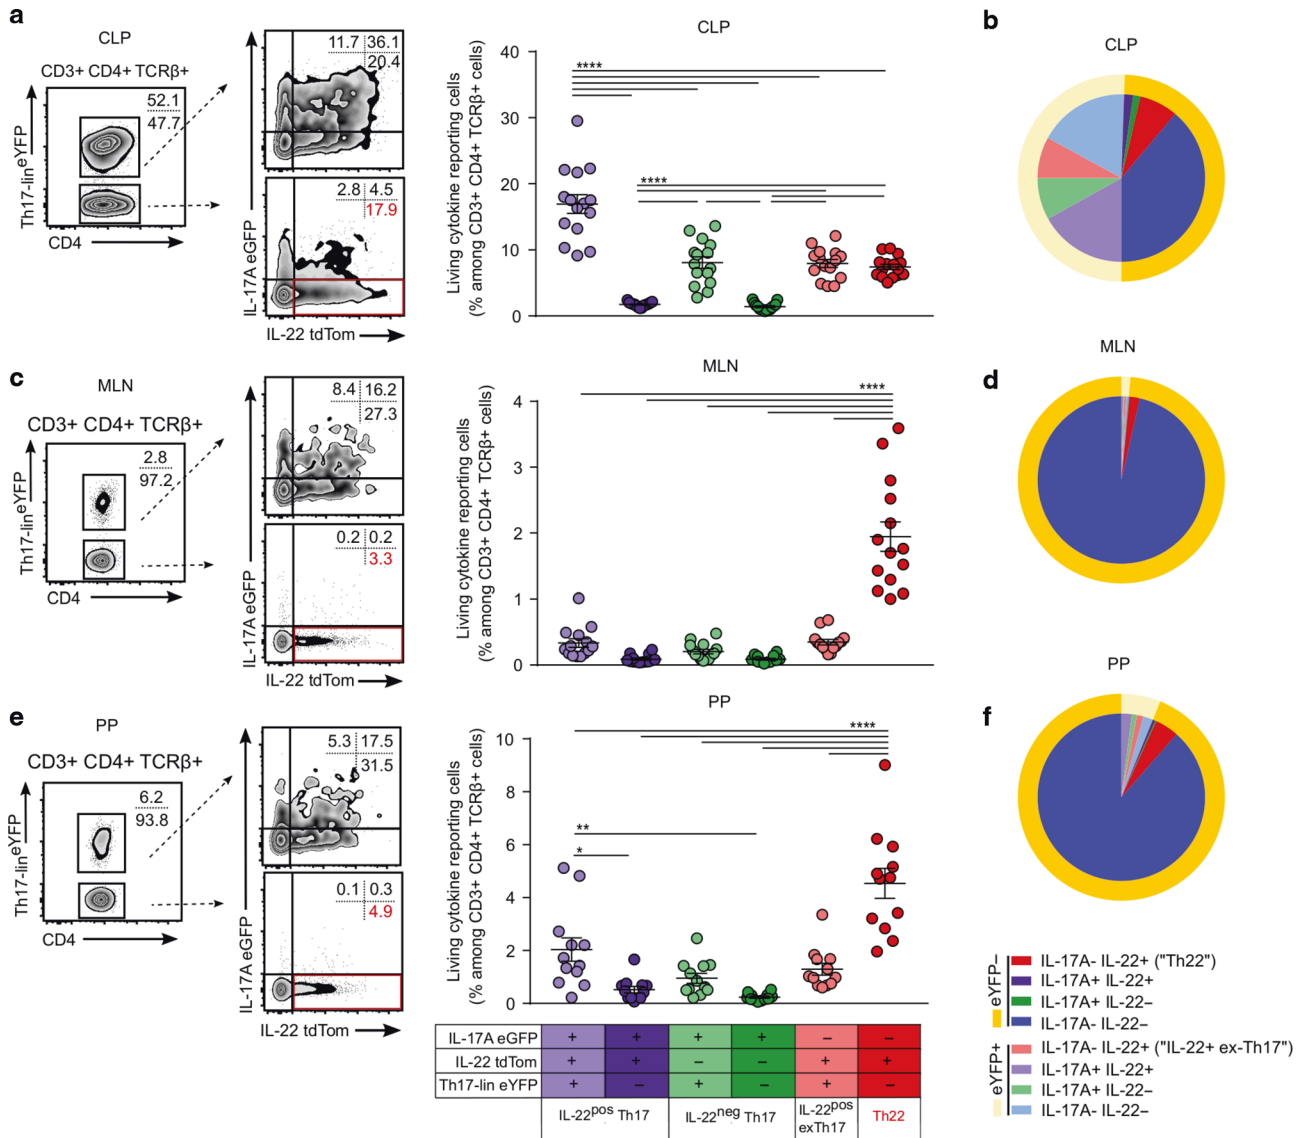 a
CLP
CD3+ CD4+ TCRβ+
Th17-lin eYFP
52.1
47.7
CD4
11.7 36.1
20.4
2.8 4.5
17.9
IL-17A eGFP
IL-22 tdTom
CLP
Living cytokine reporting cells
(% among CD3+ CD4+ TCRβ+ cells)
40
30
20
10
0
****
****
b
CLP
c
MLN
CD3+ CD4+ TCRβ+
Th17-lin eYFP
2.8
97.2
CD4
8.4 16.2
27.3
0.2 0.2
3.3
IL-17A eGFP
IL-22 tdTom
MLN
Living cytokine reporting cells
(% among CD3+ CD4+ TCRβ+ cells)
4
3
2
1
0
****
d
MLN
e
PP
CD3+ CD4+ TCRβ+
Th17-lin eYFP
6.2
93.8
CD4
5.3 17.5
31.5
0.1 0.3
4.9
IL-17A eGFP
IL-22 tdTom
PP
Living cytokine reporting cells
(% among CD3+ CD4+ TCRβ+ cells)
10
8
6
4
2
0
****
**
*
IL-17A eGFP + + + + – –
IL-22 tdTom + + – – + +
Th17-lin eYFP + – + – + –
IL-22pos Th17
IL-22neg Th17
IL-22pos
exTh17
Th22
f
PP
eYFP–
IL-17A- IL-22+ ("Th22")
IL-17A+ IL-22+
IL-17A+ IL-22–
IL-17A- IL-22–
eYFP+
IL-17A- IL-22+ ("IL-22+ ex-Th17")
IL-17A+ IL-22+
IL-17A+ IL-22–
IL-17A- IL-22–